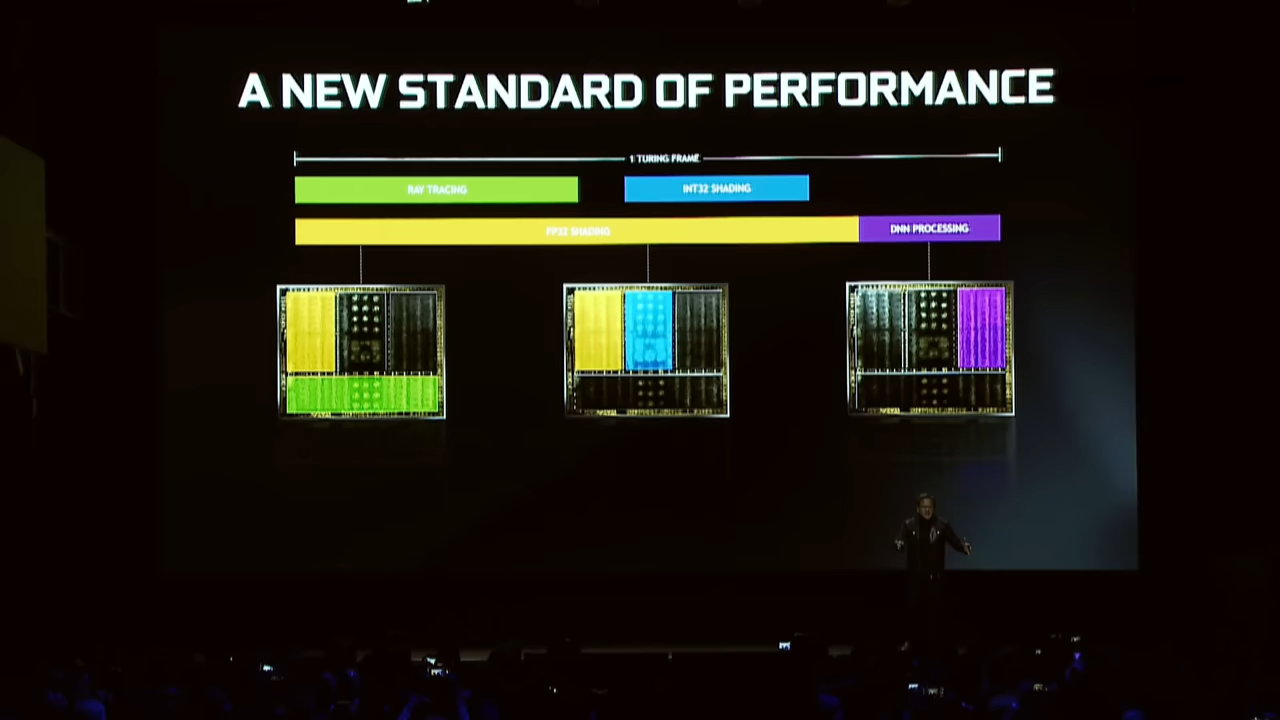 A NEW STANDARD OF PERFORMANCE
1 TURING FRAME
RAY TRACING
INT32 SHADING
FP32 SHADING
DNN PROCESSING